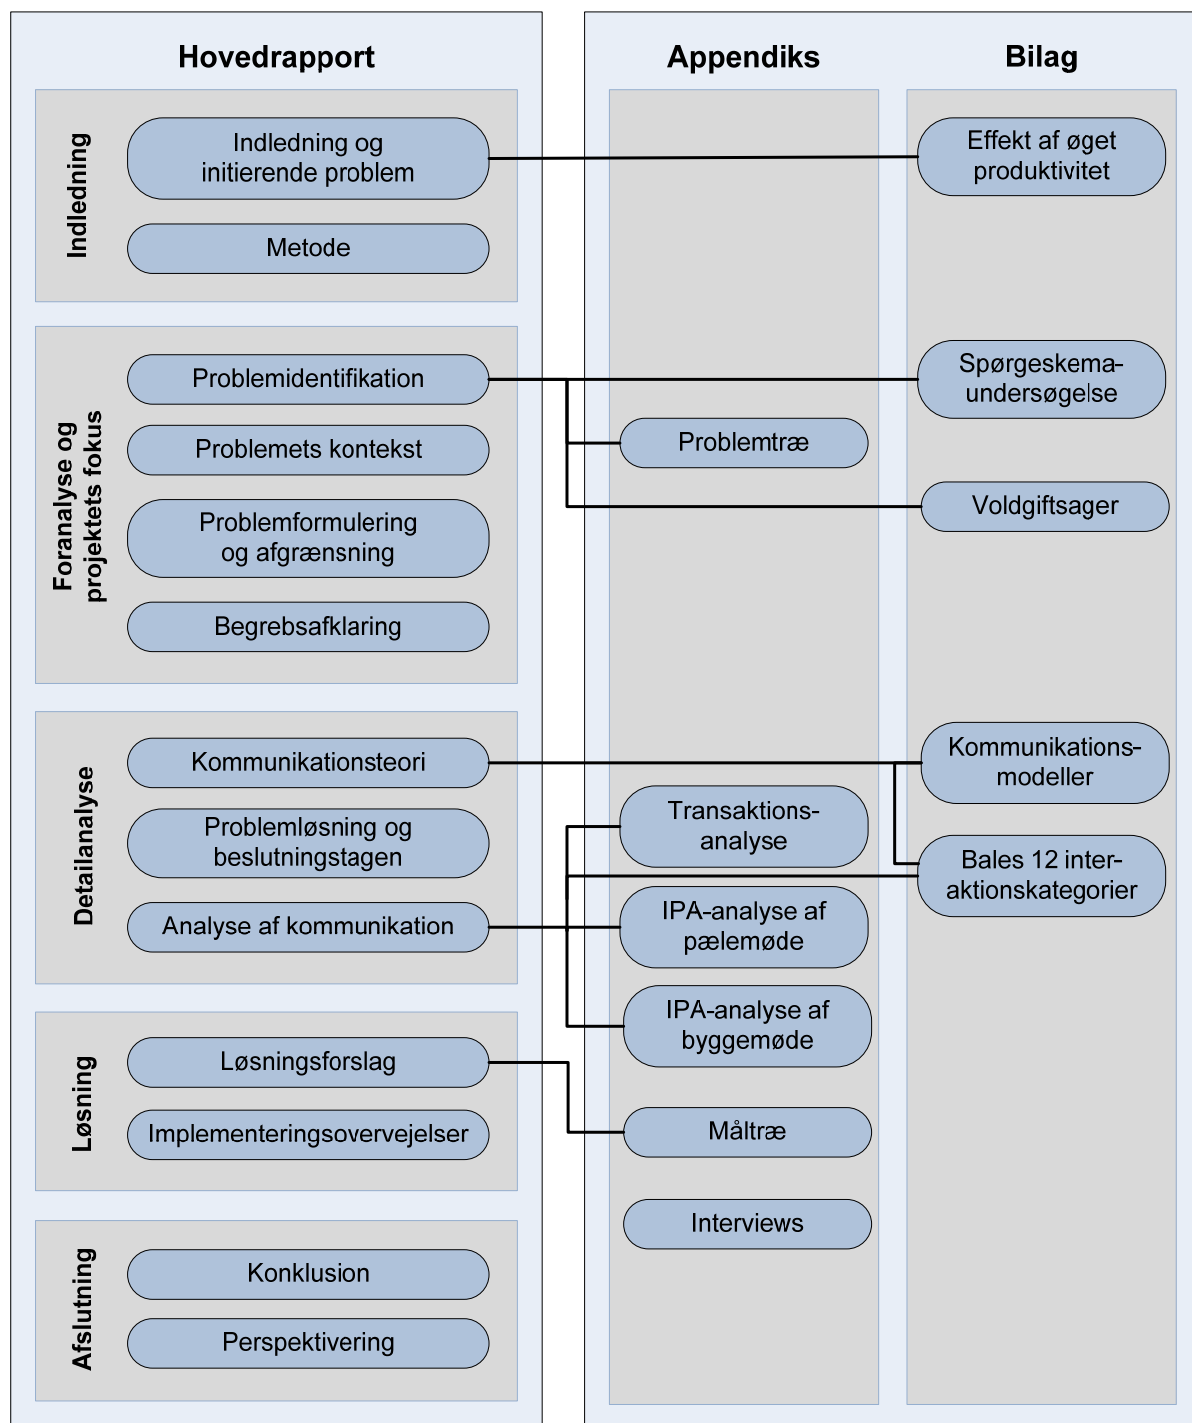 Hovedrapport
Indledning
Indledning og
initierende problem
Metode
Foranalyse og
projektets fokus
Problemidentifikation
Problemets kontekst
Problemformulering
og afgrænsning
Begrebsafklaring
Detailanalyse
Kommunikationsteori
Problemløsning og
beslutningstagen
Analyse af kommunikation
Løsning
Løsningsforslag
Implementeringsovervejelser
Afslutning
Konklusion
Perspektivering
Appendiks
Problemtræ
Transaktions-
analyse
IPA-analyse af
pælemøde
IPA-analyse af
byggemøde
Måltræ
Interviews
Bilag
Effekt af øget
produktivitet
Spørgeskema-
undersøgelse
Voldgiftsager
Kommunikations-
modeller
Bales 12 inter-
aktionskategorier